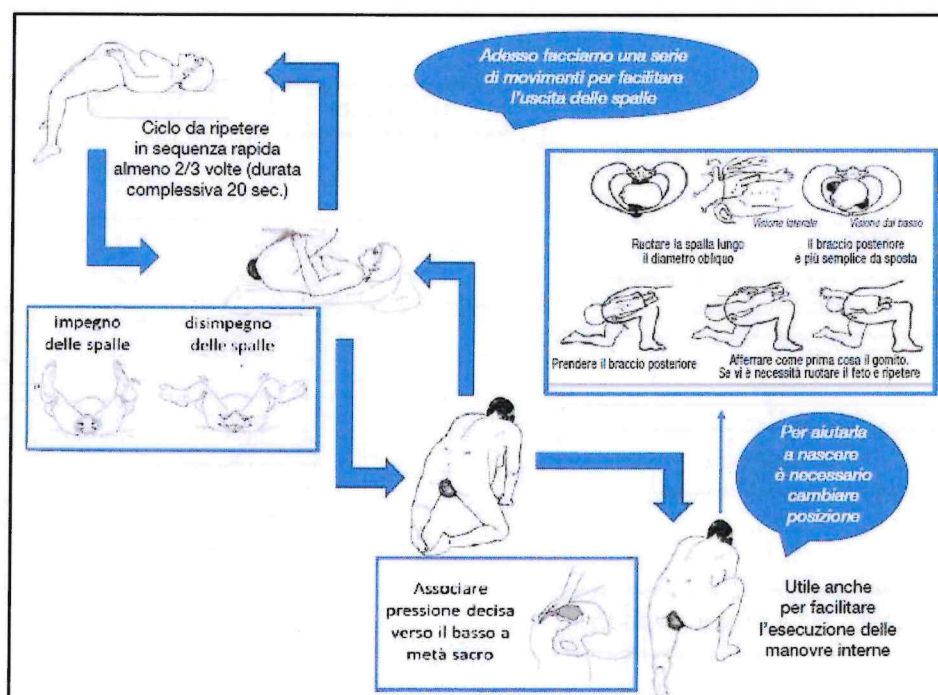 Adesso facciamo una serie
di movimenti per facilitare
l'uscita delle spalle
Ciclo da ripetere
in sequenza rapida
almeno 2/3 volte (durata
complessiva 20 sec.)
Visione laterale
Visione dal basso
Ruotare la spalla lungo
il diametro obliquo
Il braccio posteriore
è più semplice da sposta
Prendere il braccio posteriore
Afferrare come prima cosa il gomito.
Se vi è necessità ruotare il feto e ripetere
impegno
delle spalle
disimpegno
delle spalle
Per aiutarla
a nascere
è necessario
cambiare
posizione
Associare
pressione decisa
verso il basso a
metà sacro
Utile anche
per facilitare
l'esecuzione delle
manovre interne